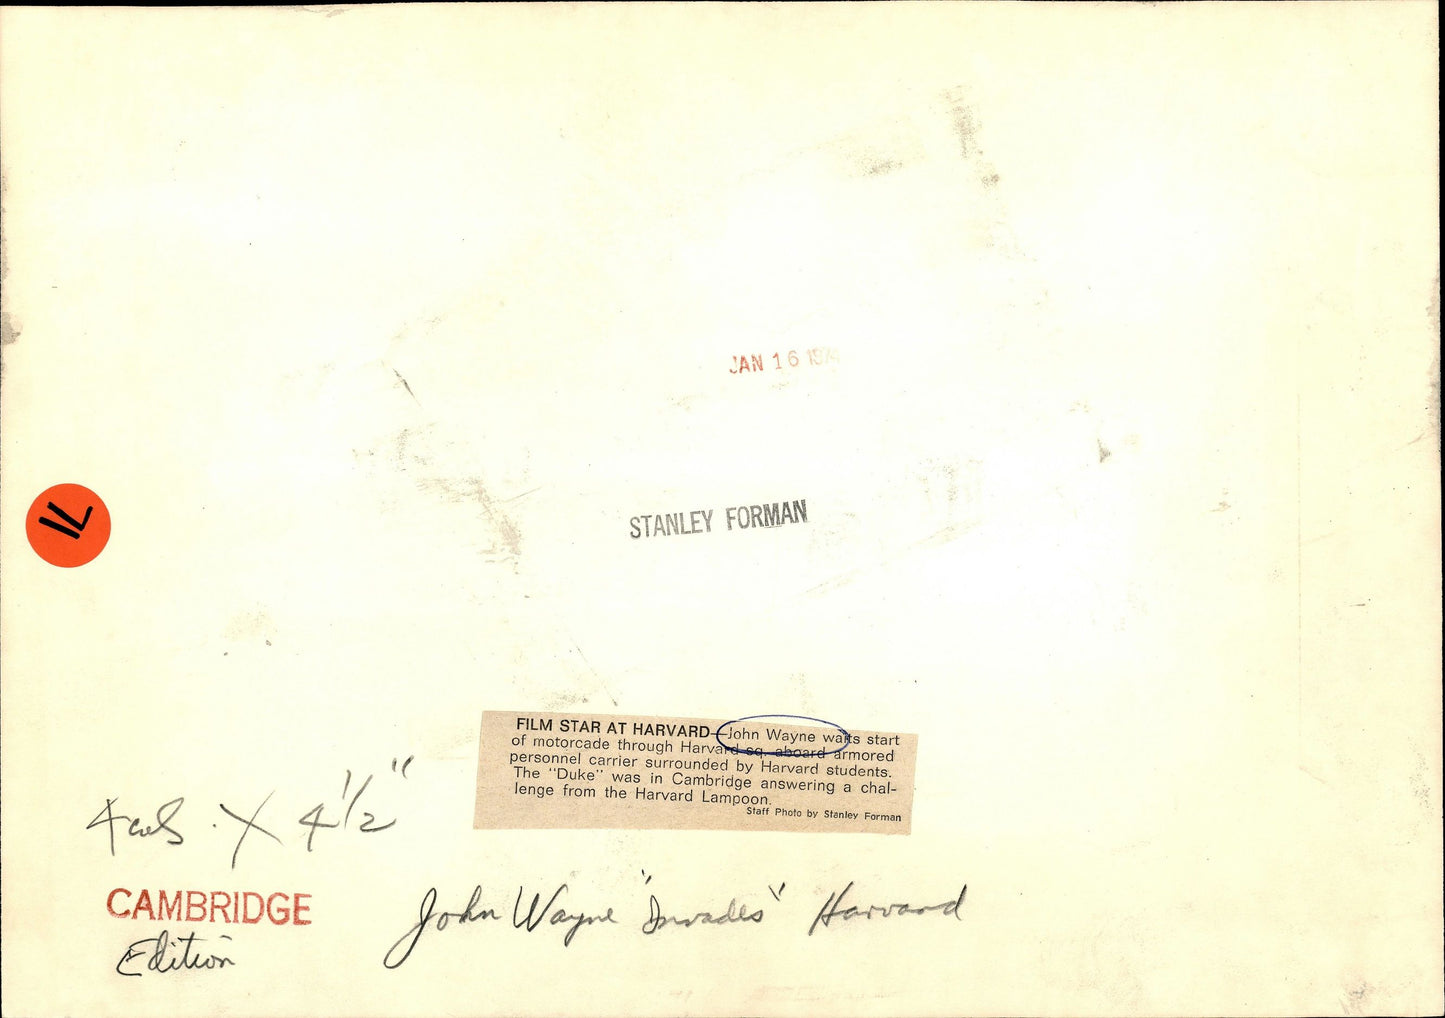 JAN 16 1974
STANLEY FORMAN
FILM STAR AT HARVARD—John Wayne waits start
of motorcade through Harvard sq. aboard armored
personnel carrier surrounded by Harvard students.
The "Duke" was in Cambridge answering a chal-
lenge from the Harvard Lampoon.
Staff Photo by Stanley Forman
4 cols. X 4 1/2"
CAMBRIDGE
Edition
John Wayne "Invades" Harvard